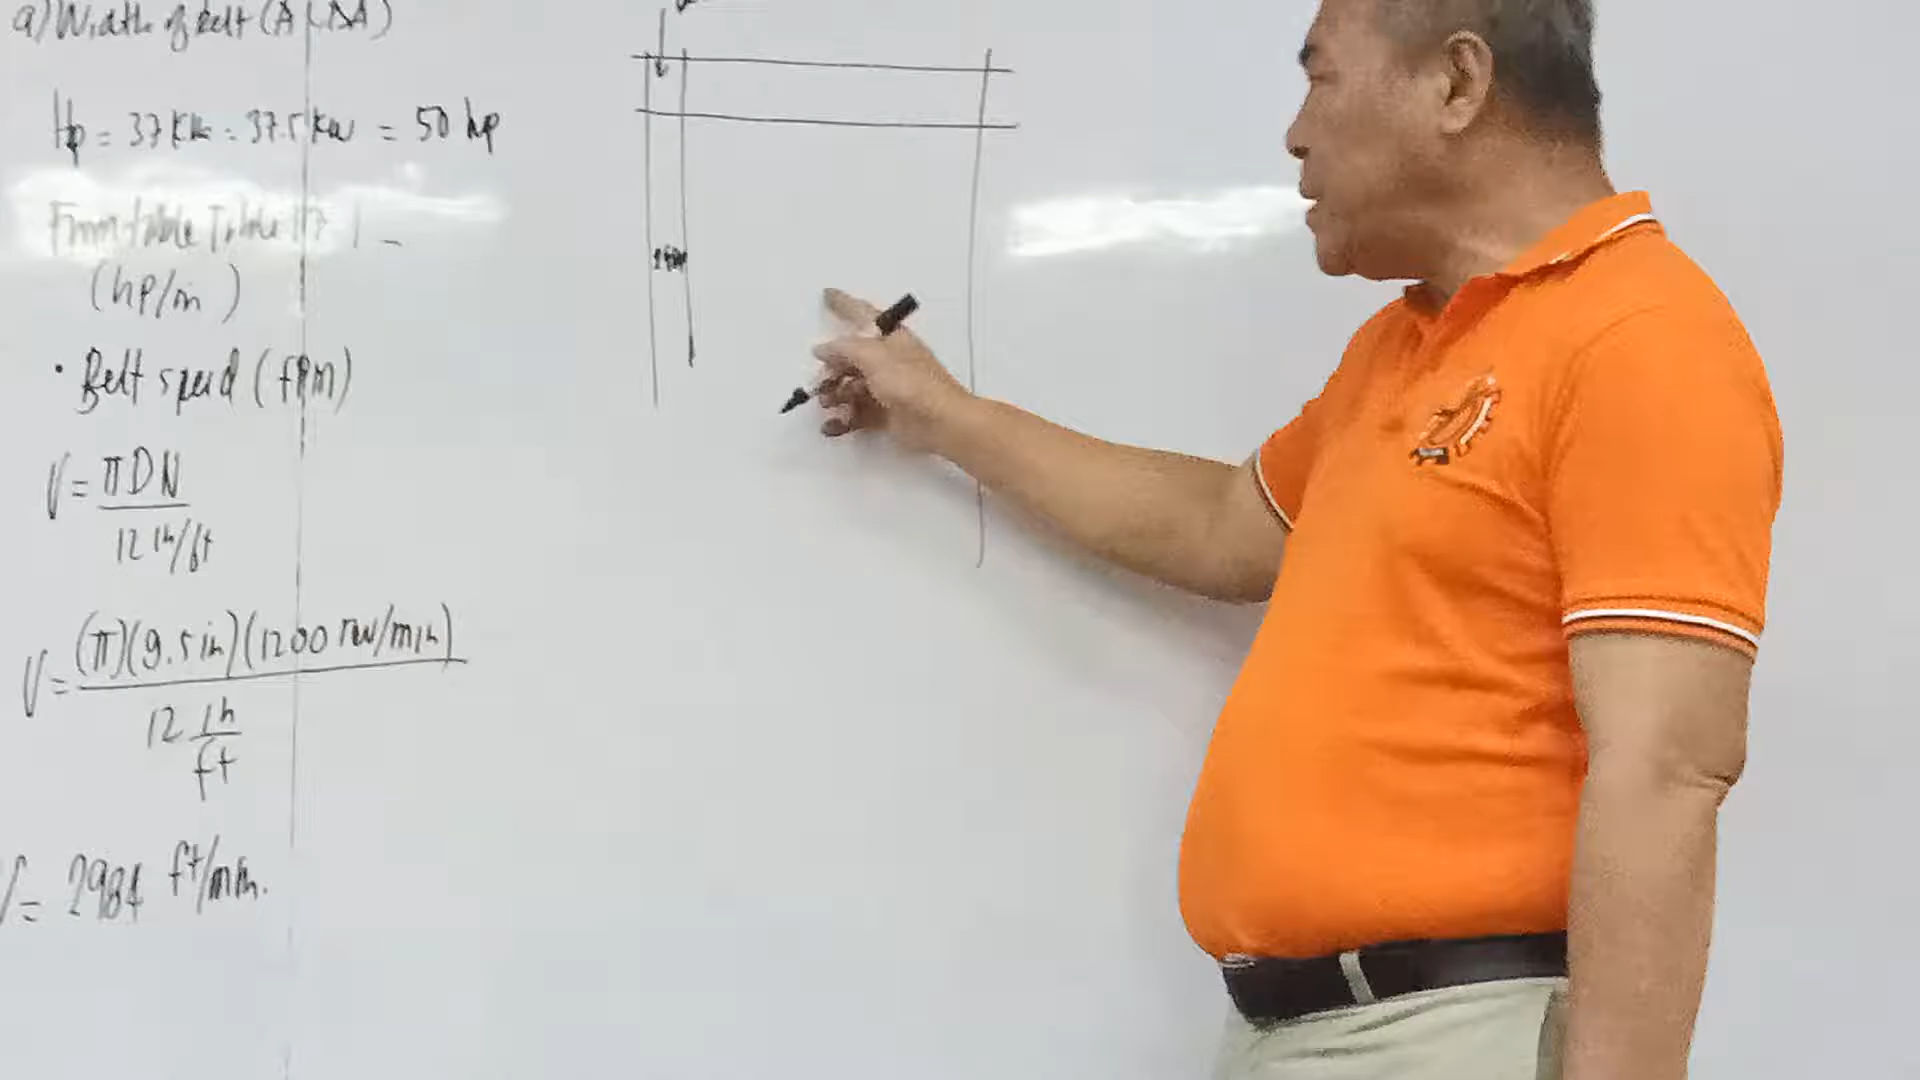 a) Width of belt (ALDA)
Hp = 37 kW = 37.5 kW = 50 hp
From table Table 17.1 -
(hp/in)
• Belt speed (fpm)
V = πDN
12 in/ft
V = (π)(9.5 in)(1200 rev/min)
12 in
ft
V = 2984 ft/min.